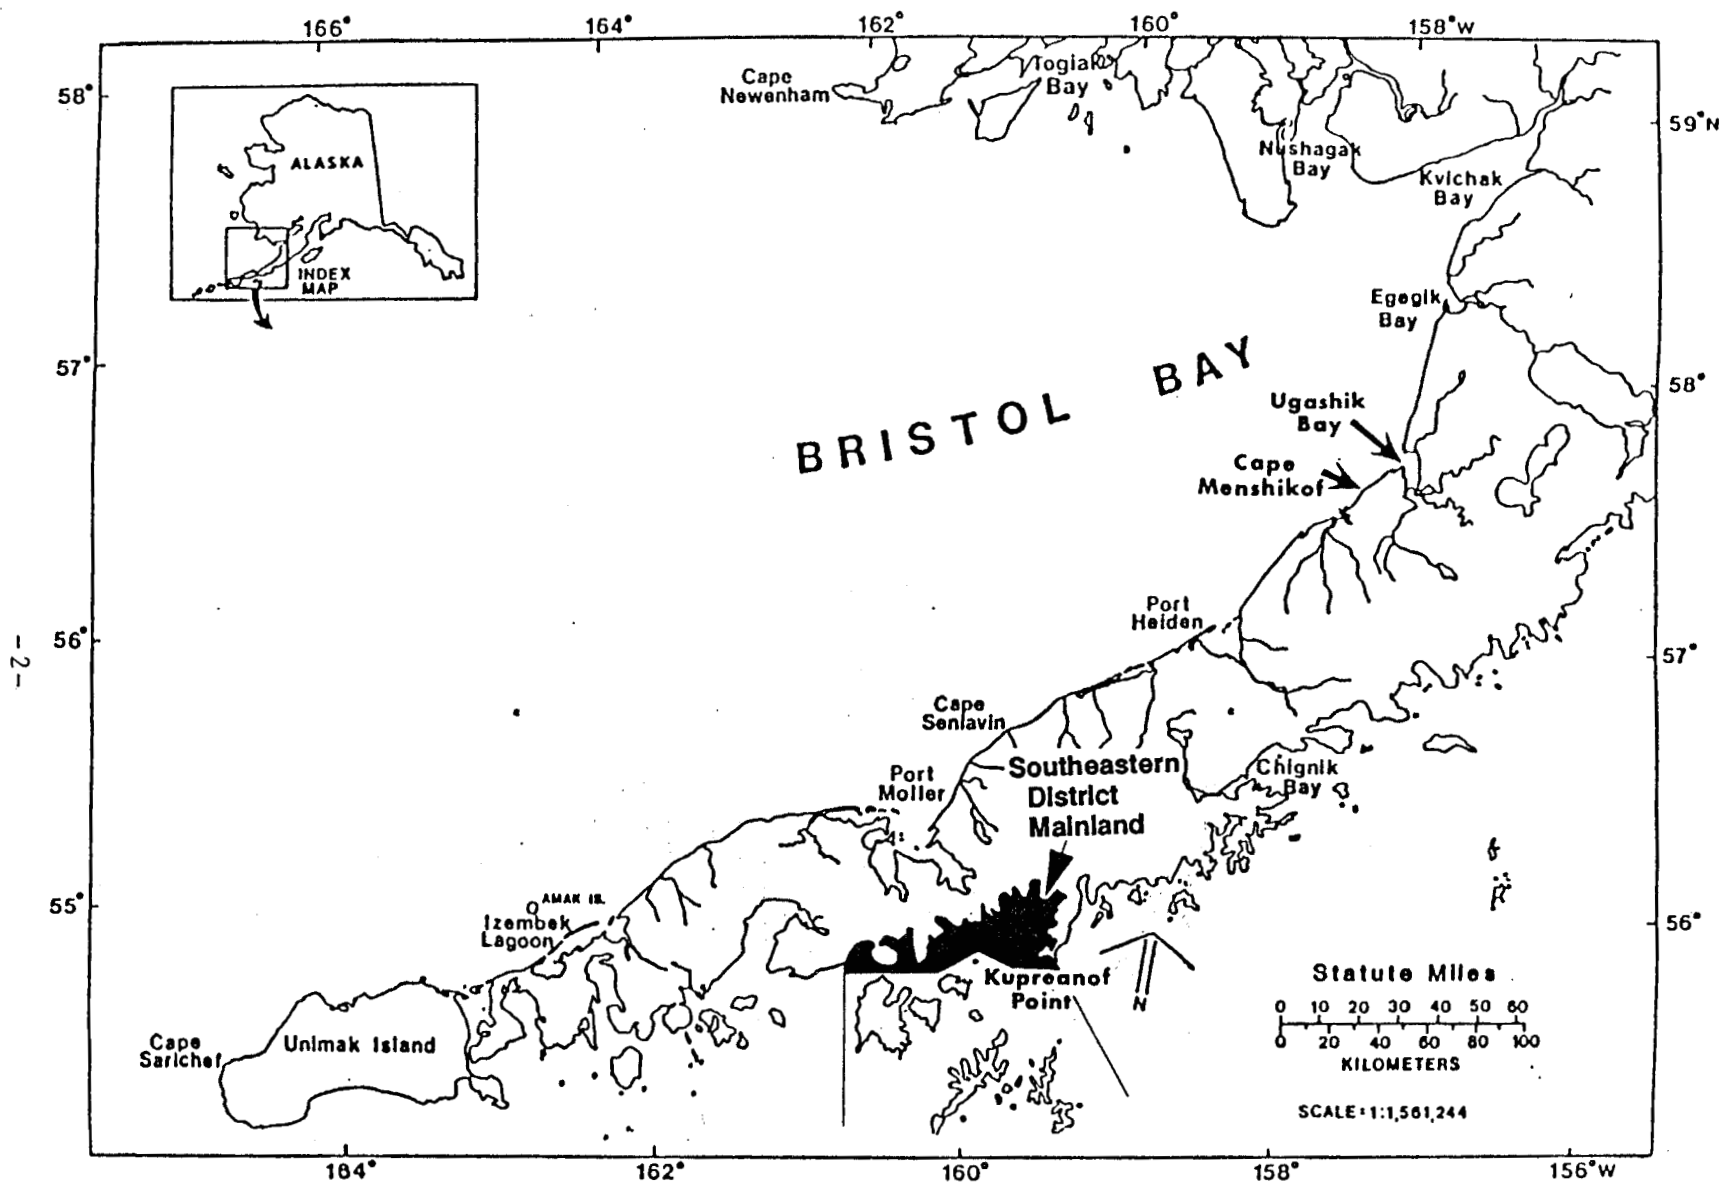 166°
164°
162°
160°
158°W
58°
57°
56°
55°
59°N
58°
57°
56°
184°
162°
160°
158°
156°W
ALASKA
INDEX
MAP
Cape
Newenham
Togiak
Bay
Nushagak
Bay
Kvichak
Bay
Egegik
Bay
BRISTOL BAY
Ugashik
Bay
Cape
Menshikof
Port
Heiden
Cape
Seniavin
Port
Moller
Southeastern
District
Mainland
Chignik
Bay
AMAK IS.
Izembek
Lagoon
Kupreanof
Point
N
Cape
Sarichef
Unimak Island
Statute Miles
0 10 20 30 40 50 60
0 20 40 60 80 100
KILOMETERS
SCALE=1:1,561,244
-2-